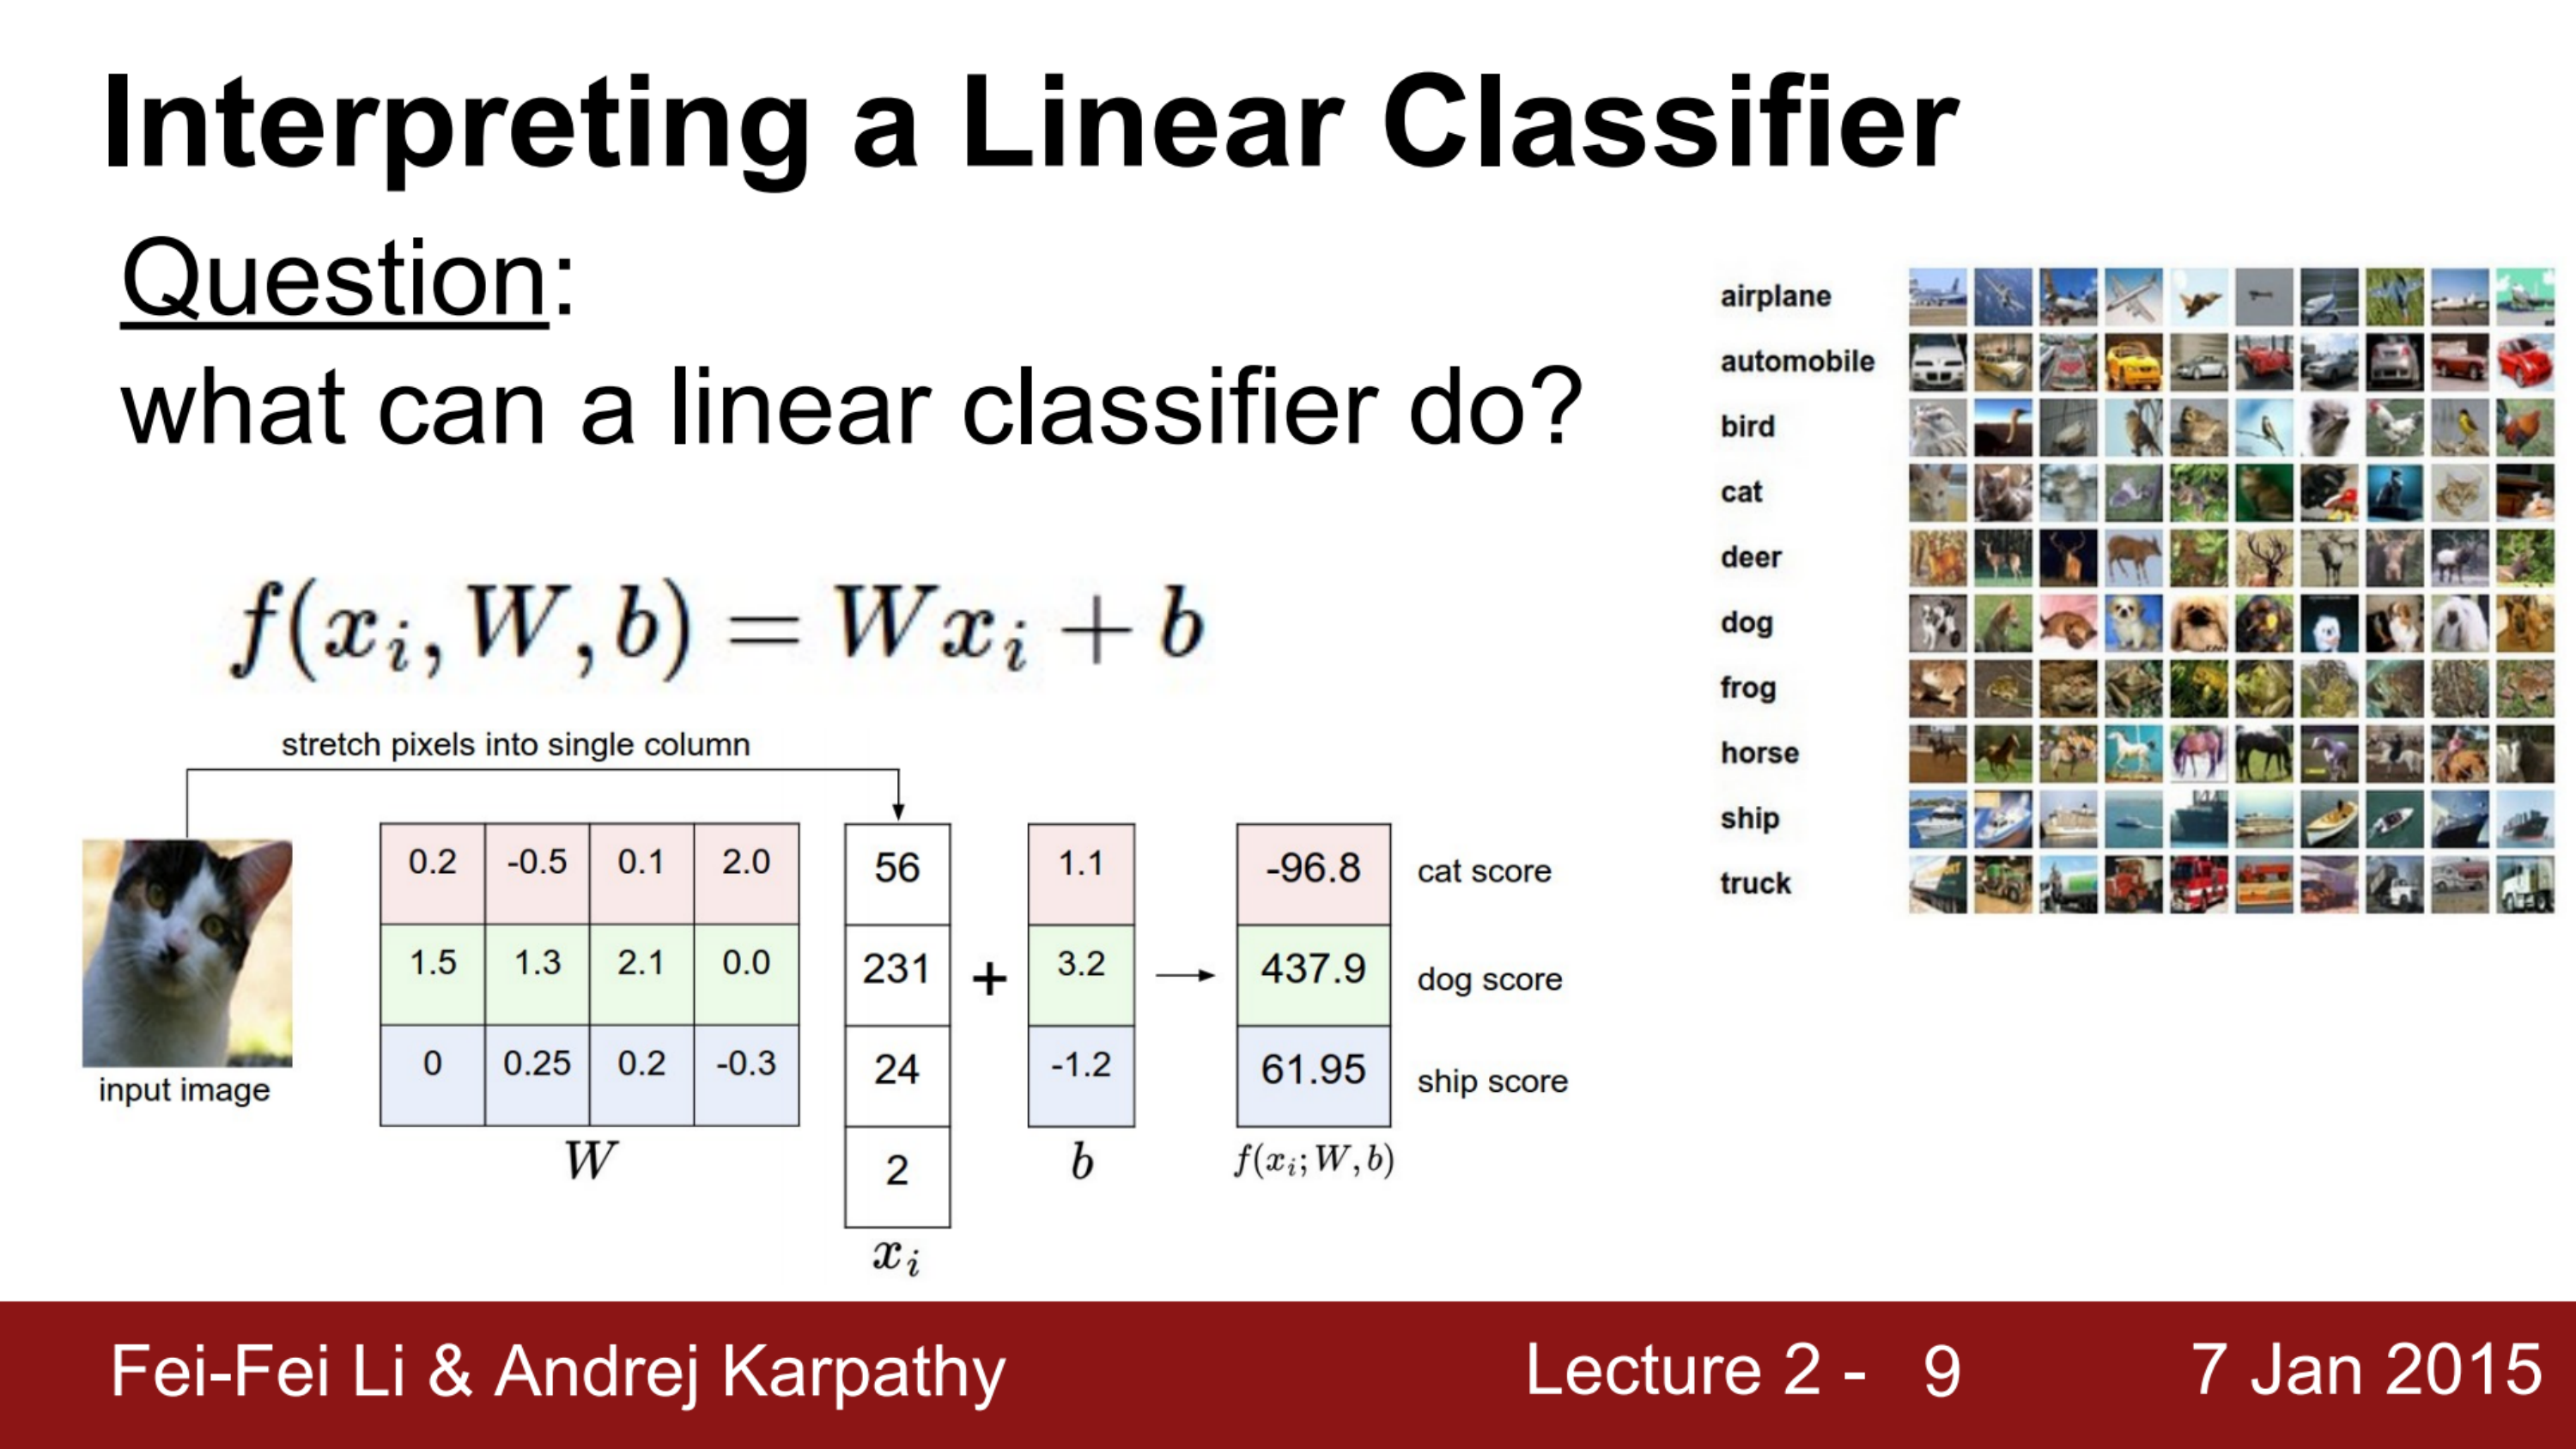 Interpreting a Linear Classifier
Question:
what can a linear classifier do?
f(x_i, W, b) = Wx_i + b
stretch pixels into single column
input image
0.2 -0.5 0.1 2.0
1.5 1.3 2.1 0.0
0 0.25 0.2 -0.3
W
56
231
24
2
x_i
+
1.1
3.2
-1.2
b
-96.8 cat score
437.9 dog score
61.95 ship score
f(x_i; W, b)
airplane
automobile
bird
cat
deer
dog
frog
horse
ship
truck
Fei-Fei Li & Andrej Karpathy
Lecture 2 - 9
7 Jan 2015